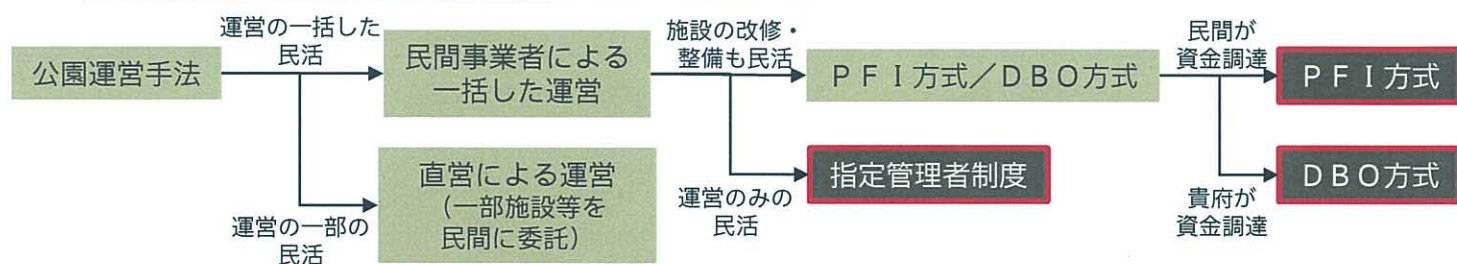 公園運営手法
運営の一括した
民活
運営の一部の
民活
民間事業者による
一括した運営
直営による運営
（一部施設等を
民間に委託）
施設の改修・
整備も民活
運営のみの
民活
ＰＦＩ方式／ＤＢＯ方式
指定管理者制度
民間が
資金調達
貴府が
資金調達
ＰＦＩ方式
ＤＢＯ方式